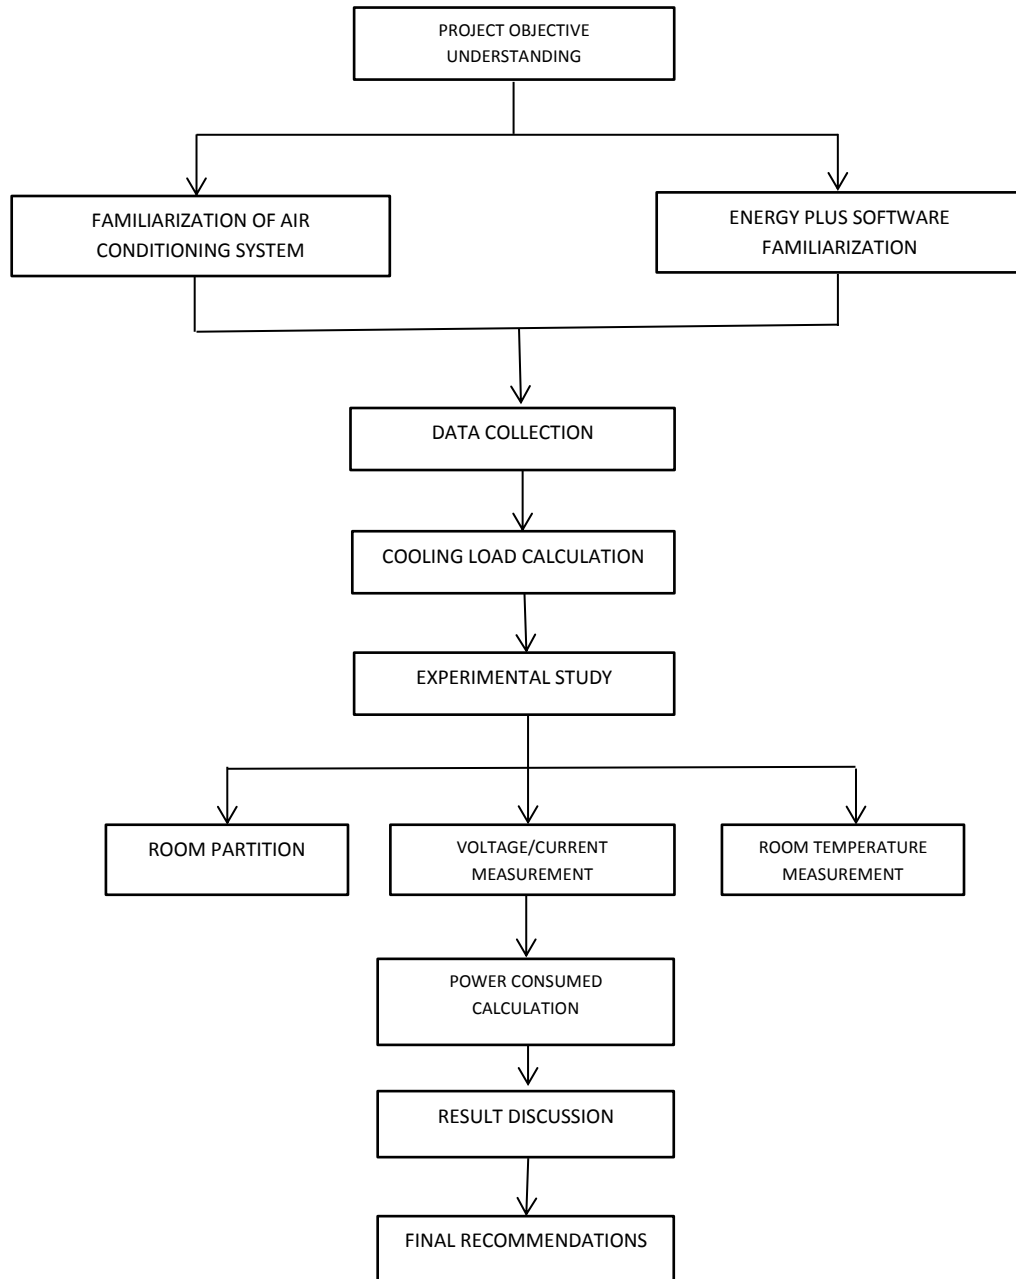 PROJECT OBJECTIVE
UNDERSTANDING
FAMILIARIZATION OF AIR
CONDITIONING SYSTEM
ENERGY PLUS SOFTWARE
FAMILIARIZATION
DATA COLLECTION
COOLING LOAD CALCULATION
EXPERIMENTAL STUDY
ROOM PARTITION
VOLTAGE/CURRENT
MEASUREMENT
ROOM TEMPERATURE
MEASUREMENT
POWER CONSUMED
CALCULATION
RESULT DISCUSSION
FINAL RECOMMENDATIONS